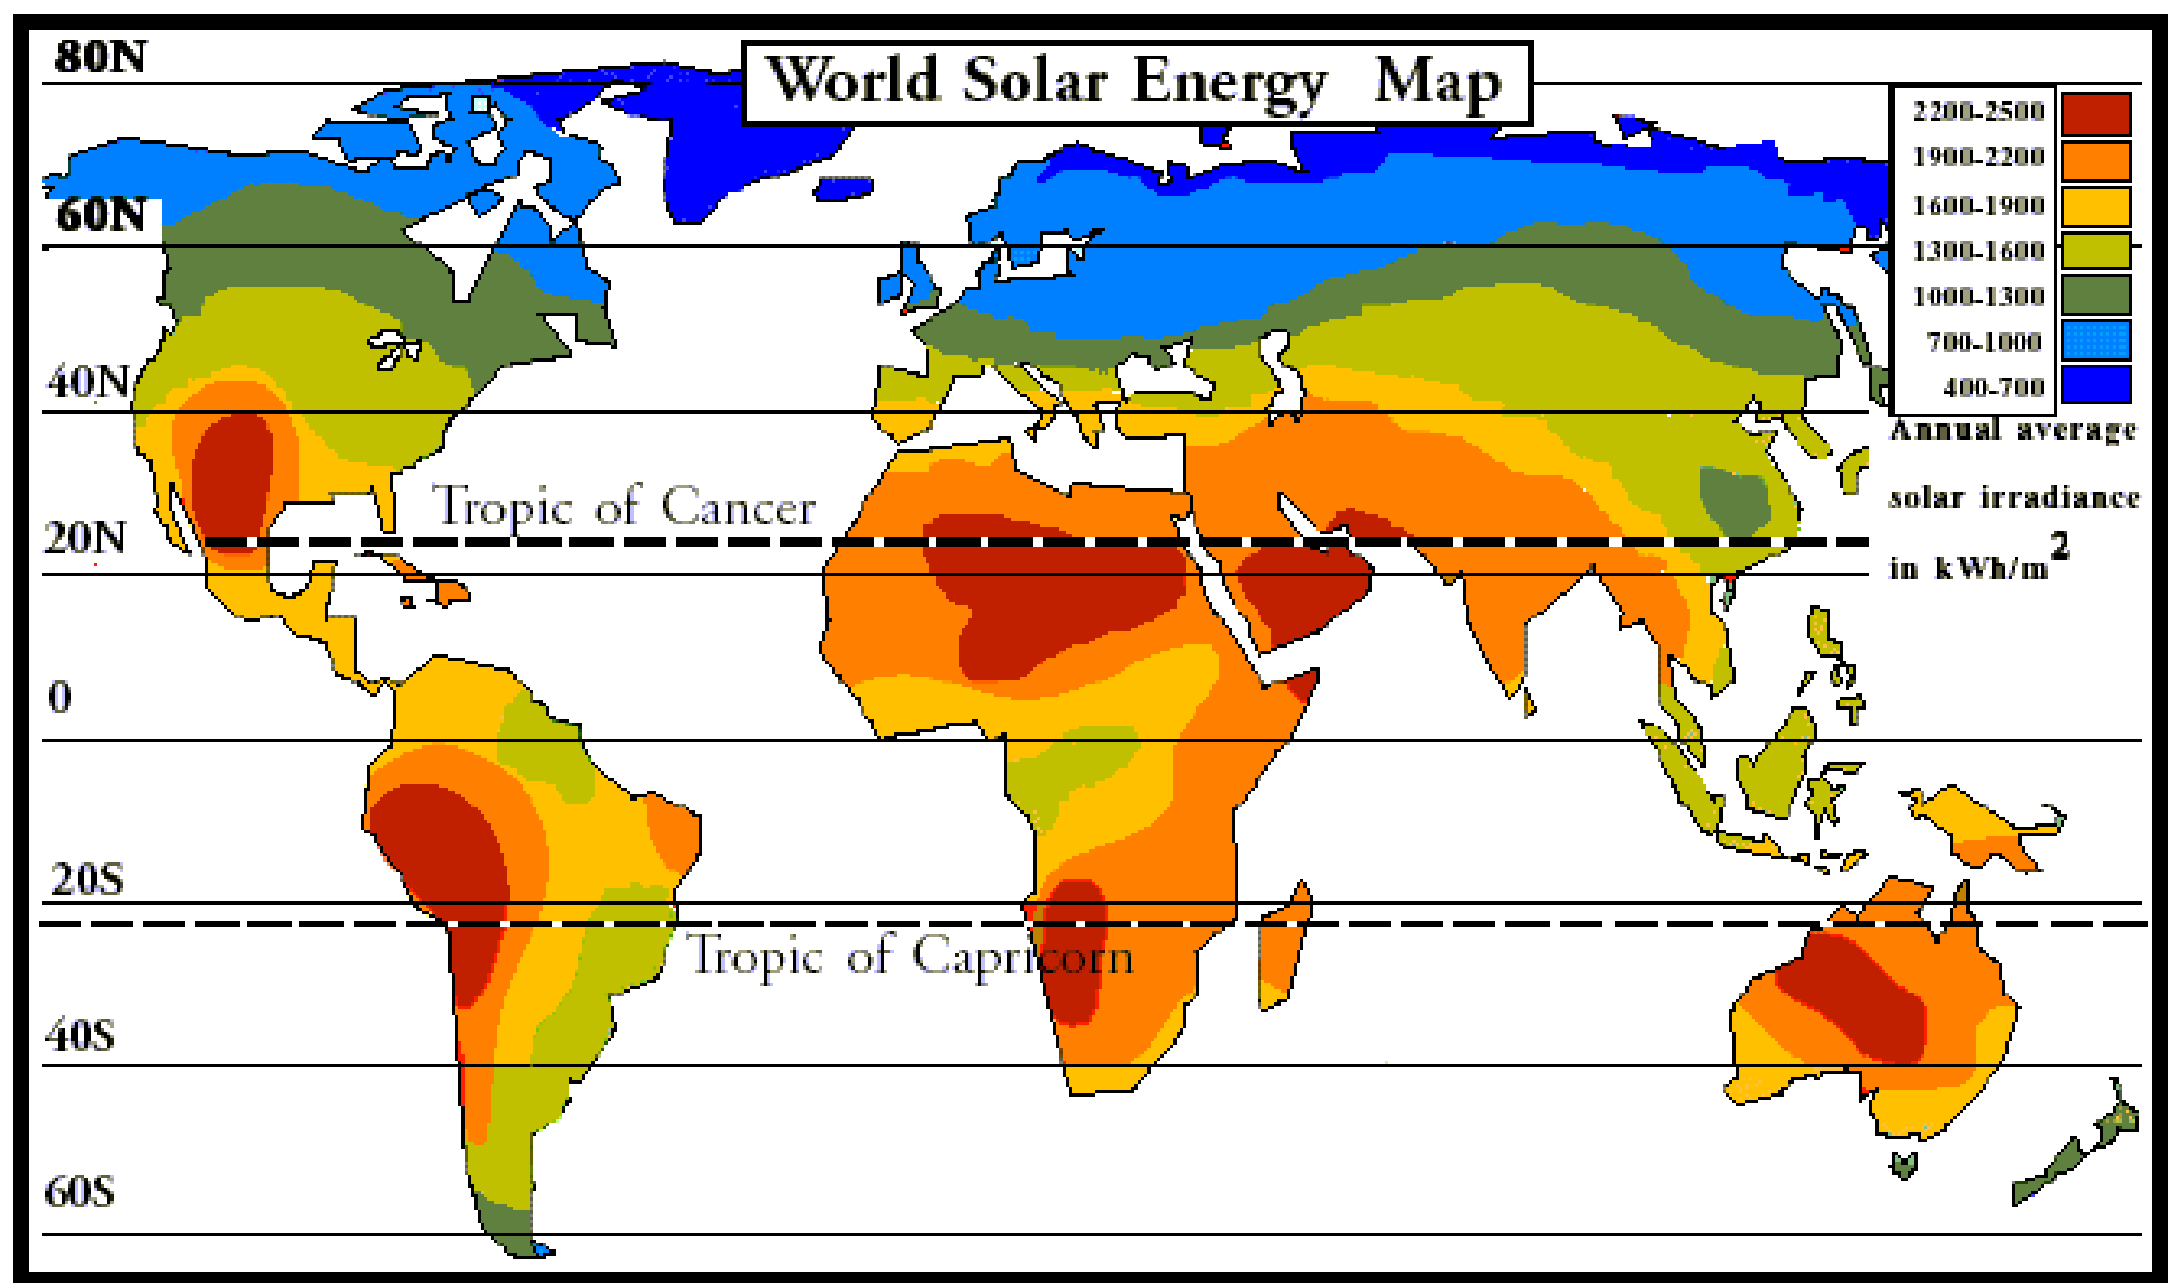 World Solar Energy Map
80N
60N
40N
20N
0
20S
40S
60S
Tropic of Cancer
Tropic of Capricorn
2200-2500
1900-2200
1600-1900
1300-1600
1000-1300
700-1000
400-700
Annual average
solar irradiance
in kWh/m²